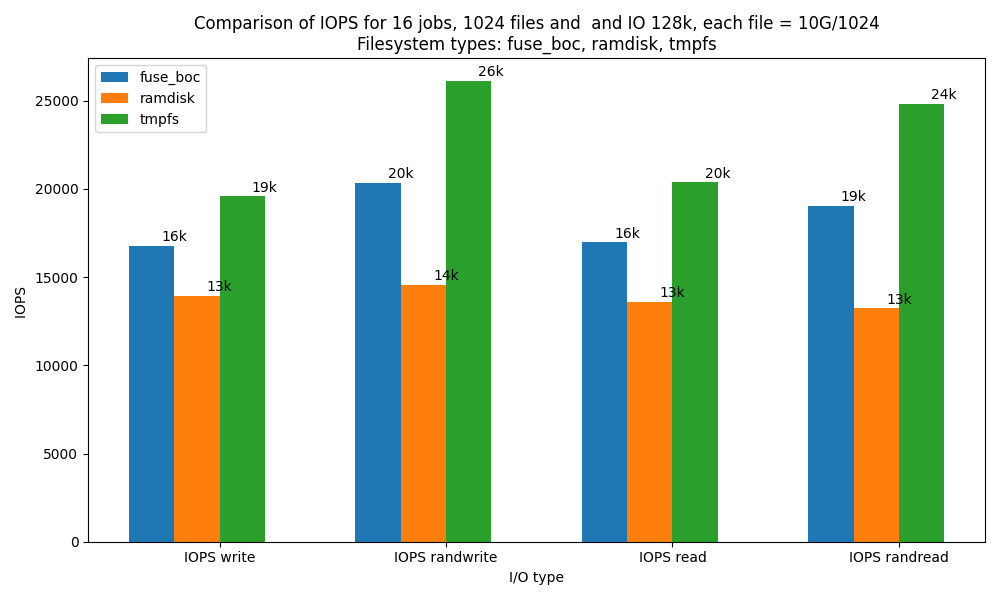 Comparison of IOPS for 16 jobs, 1024 files and  and IO 128k, each file = 10G/1024
Filesystem types: fuse_boc, ramdisk, tmpfs
fuse_boc
ramdisk
tmpfs
IOPS
25000
20000
15000
10000
5000
0
16k
13k
19k
20k
14k
26k
16k
13k
20k
19k
13k
24k
IOPS write
IOPS randwrite
IOPS read
IOPS randread
I/O type